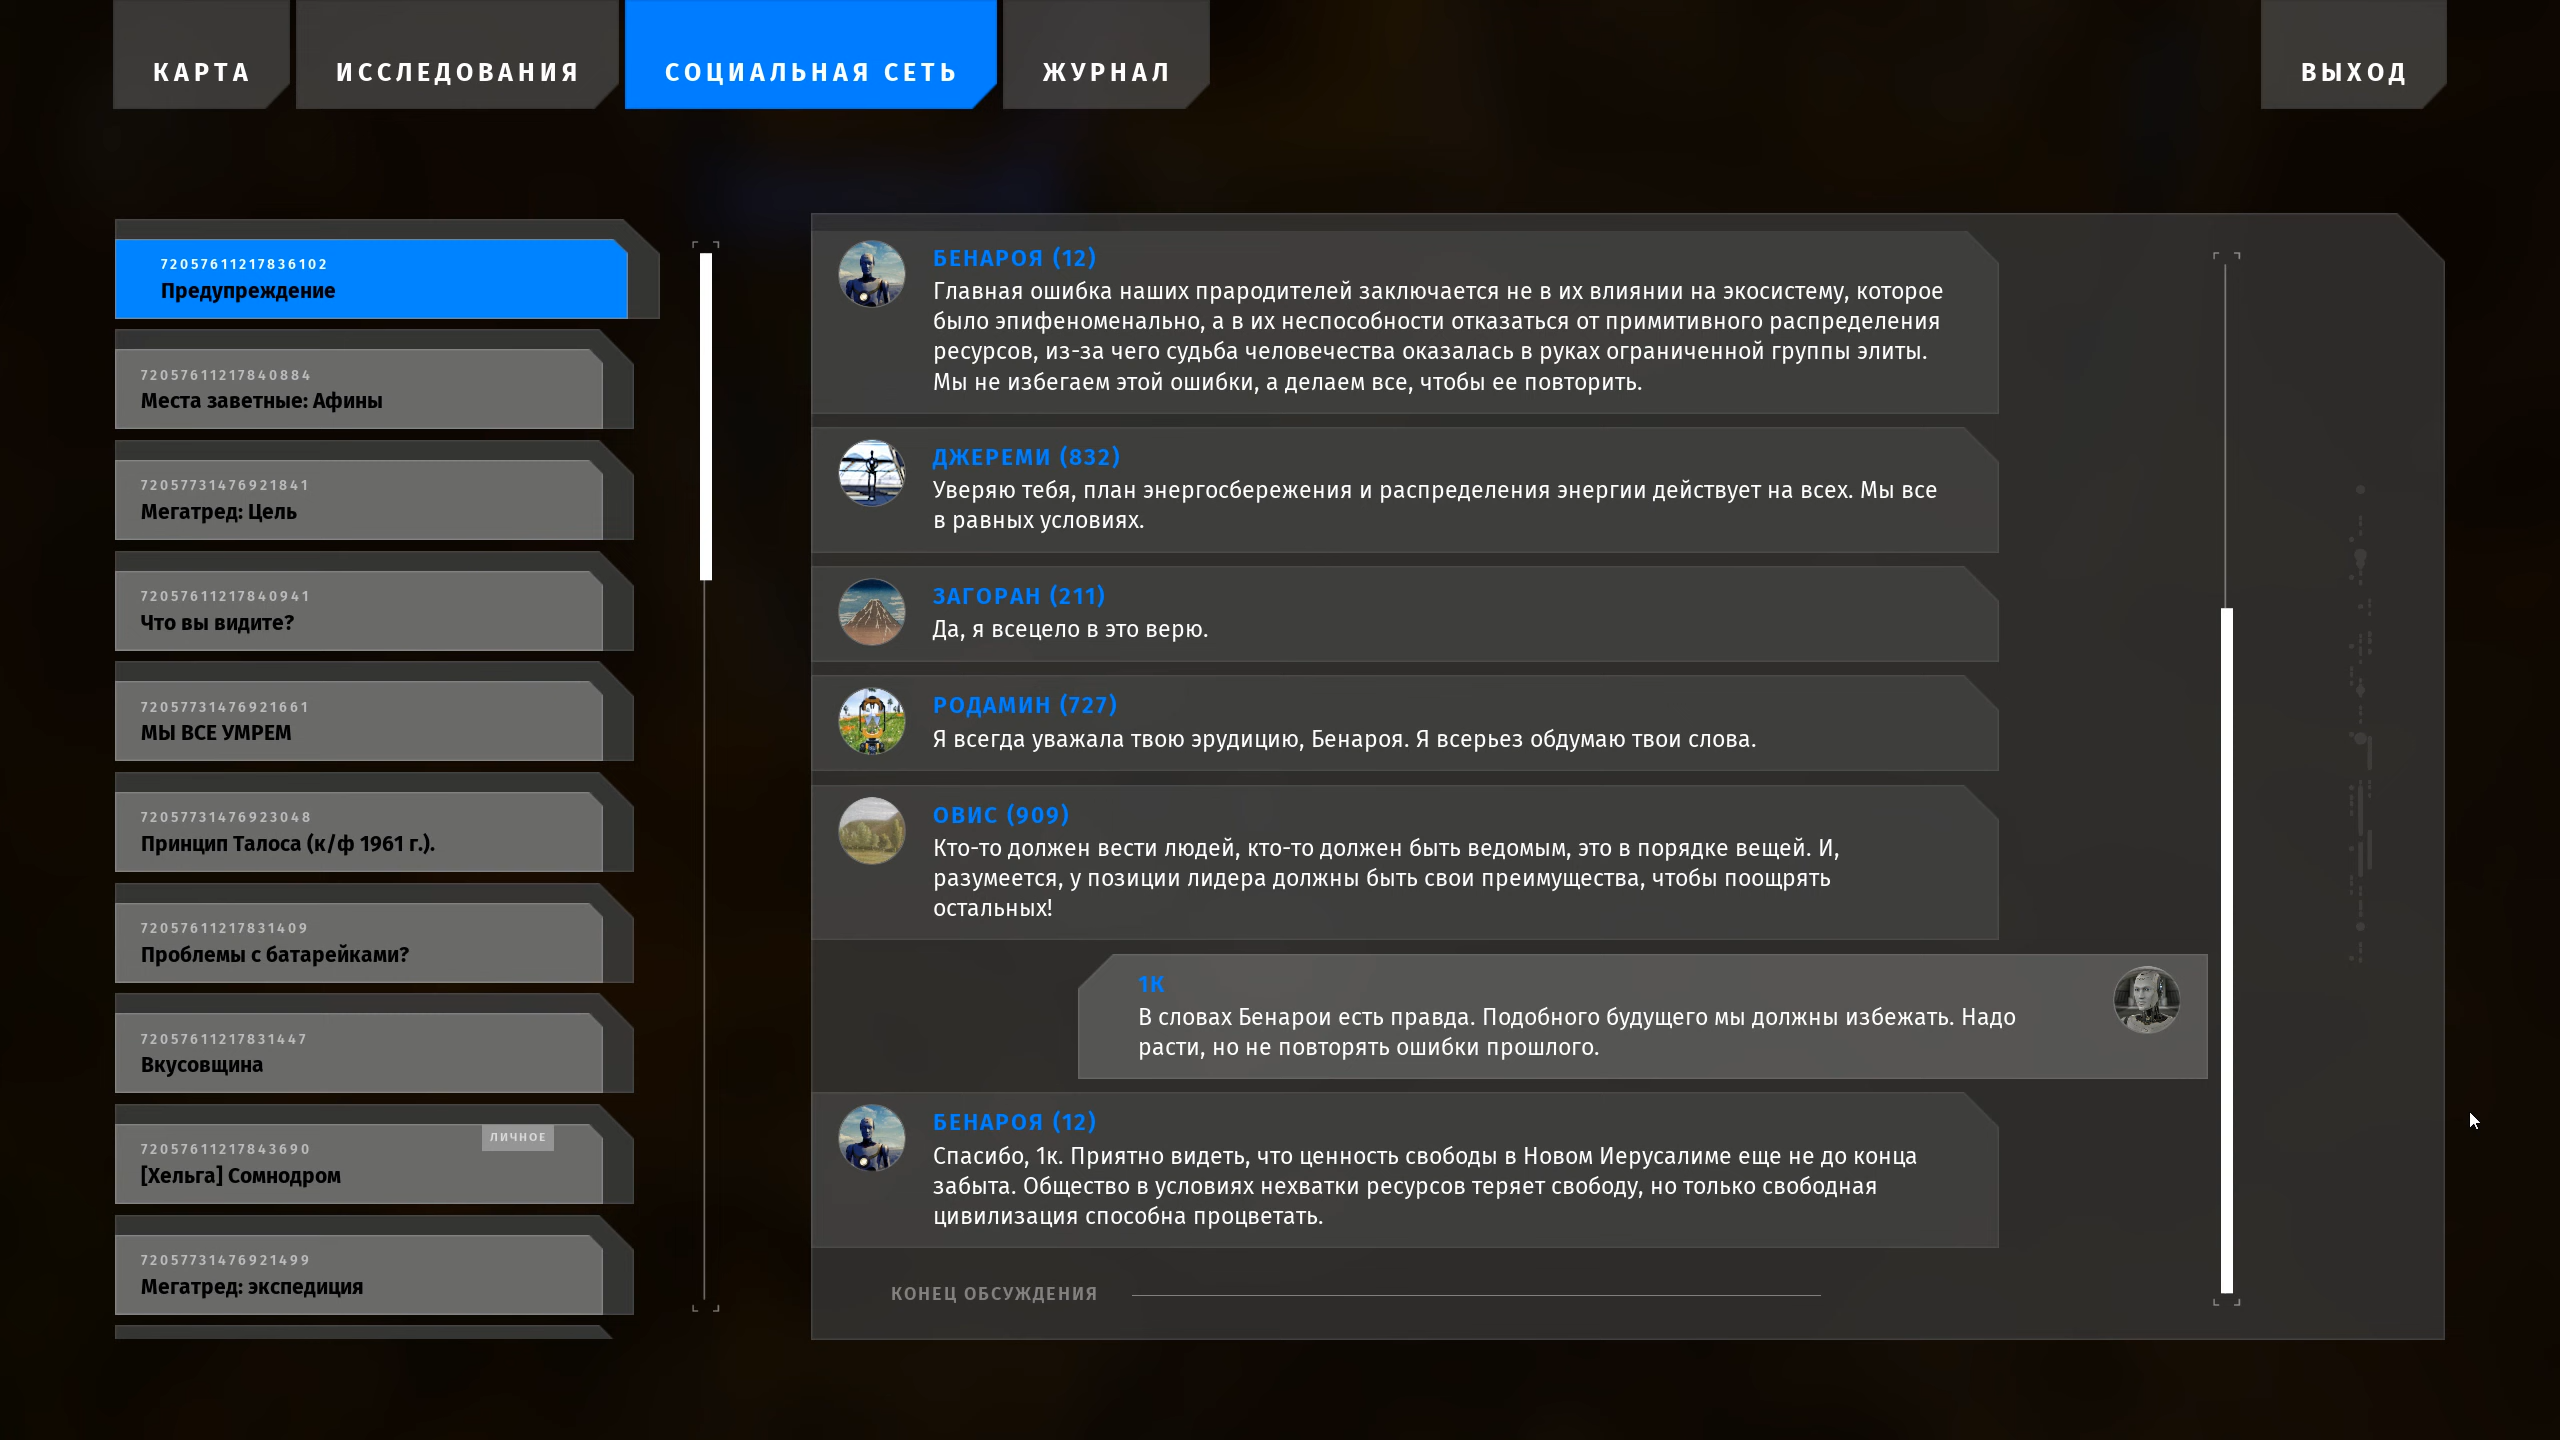 КАРТА
ИССЛЕДОВАНИЯ
СОЦИАЛЬНАЯ СЕТЬ
ЖУРНАЛ
ВЫХОД
72057611217836102
Предупреждение
72057611217840884
Места заветные: Афины
72057731476921841
Мегатред: Цель
72057611217840941
Что вы видите?
72057731476921661
МЫ ВСЕ УМРЕМ
72057731476923048
Принцип Талоса (к/ф 1961 г.).
72057611217831409
Проблемы с батарейками?
72057611217831447
Вкусовщина
ЛИЧНОЕ
72057611217843690
[Хельга] Сомнодром
72057731476921499
Мегатред: экспедиция
БЕНАРОЯ (12)
Главная ошибка наших прародителей заключается не в их влиянии на экосистему, которое
было эпифеноменально, а в их неспособности отказаться от примитивного распределения
ресурсов, из-за чего судьба человечества оказалась в руках ограниченной группы элиты.
Мы не избегаем этой ошибки, а делаем все, чтобы ее повторить.
ДЖЕРЕМИ (832)
Уверяю тебя, план энергосбережения и распределения энергии действует на всех. Мы все
в равных условиях.
ЗАГОРАН (211)
Да, я всецело в это верю.
РОДАМИН (727)
Я всегда уважала твою эрудицию, Бенароя. Я всерьез обдумаю твои слова.
ОВИС (909)
Кто-то должен вести людей, кто-то должен быть ведомым, это в порядке вещей. И,
разумеется, у позиции лидера должны быть свои преимущества, чтобы поощрять
остальных!
1К
В словах Бенарои есть правда. Подобного будущего мы должны избежать. Надо
расти, но не повторять ошибки прошлого.
БЕНАРОЯ (12)
Спасибо, 1к. Приятно видеть, что ценность свободы в Новом Иерусалиме еще не до конца
забыта. Общество в условиях нехватки ресурсов теряет свободу, но только свободная
цивилизация способна процветать.
КОНЕЦ ОБСУЖДЕНИЯ